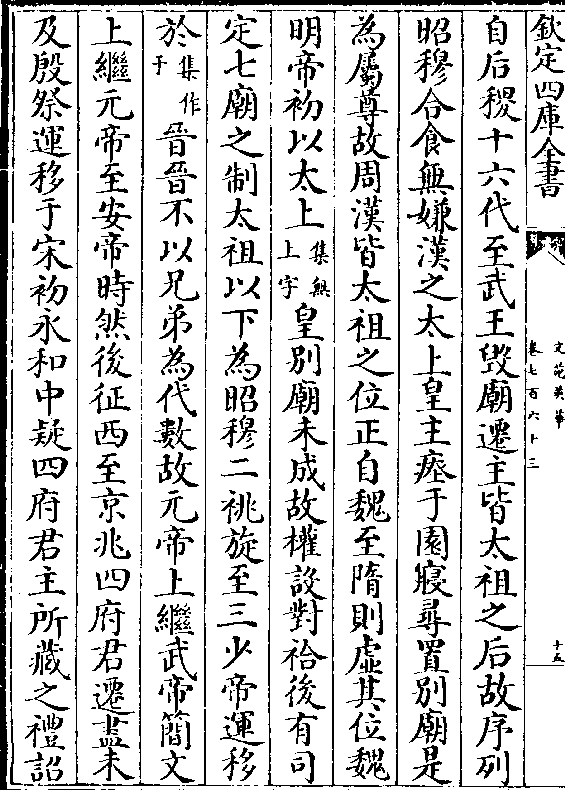 欽定四庫全書
文苑英華
卷七百六十三
十五
自后稷十六代至武王毀廟遷主皆太祖之后故序列
昭穆合食無嫌漢之太上皇主瘞于園寢尋置別廟是
為屬尊故周漢皆太祖之位正自魏至隋則虛其位魏
明帝初以太上集無上字皇別廟未成故權設對祫後有司
定七廟之制太祖以下為昭穆二祧旋至三少帝運移
於集作于晉晉不以兄弟為代數故元帝上繼武帝簡文
上繼元帝至安帝時然後征西至京兆四府君遷盡未
及殷祭運移于宋初永和中疑四府君主所藏之禮詔